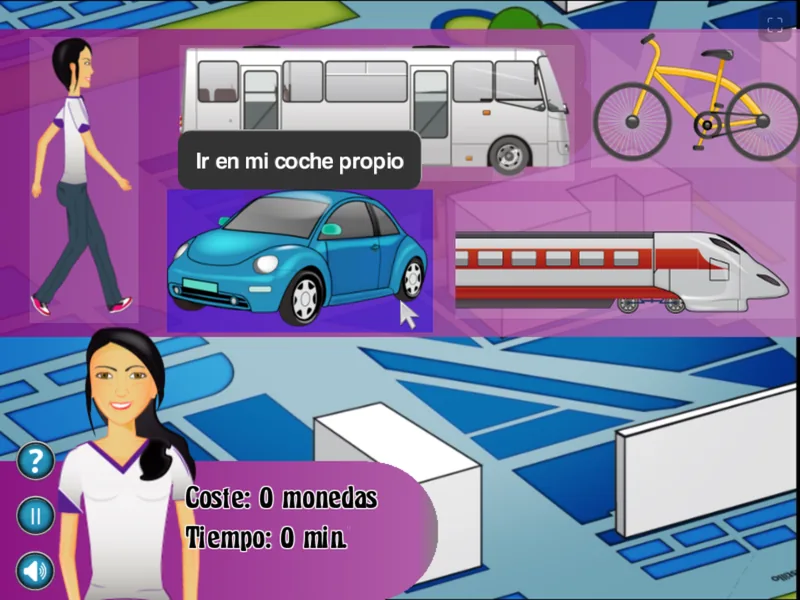 Ir en mi coche propio
?
Coste: 0 monedas
Tiempo: 0 min.